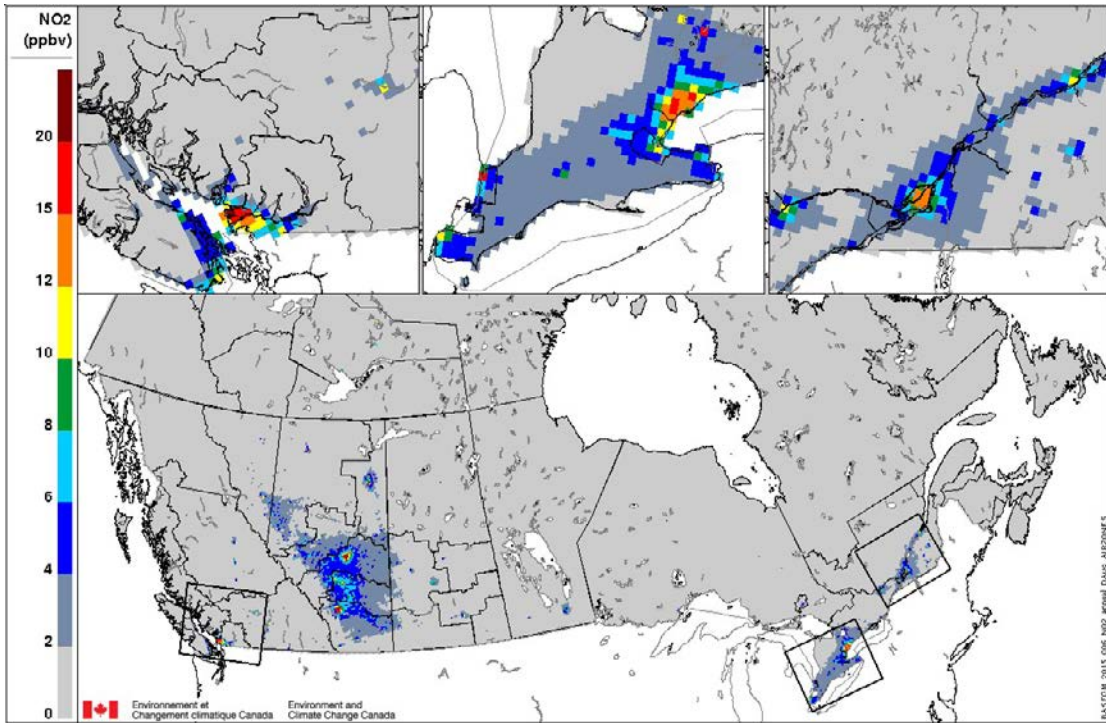 NO2
(ppbv)
20
15
12
10
8
6
4
2
0
Environnement et
Changement climatique Canada
Environment and
Climate Change Canada